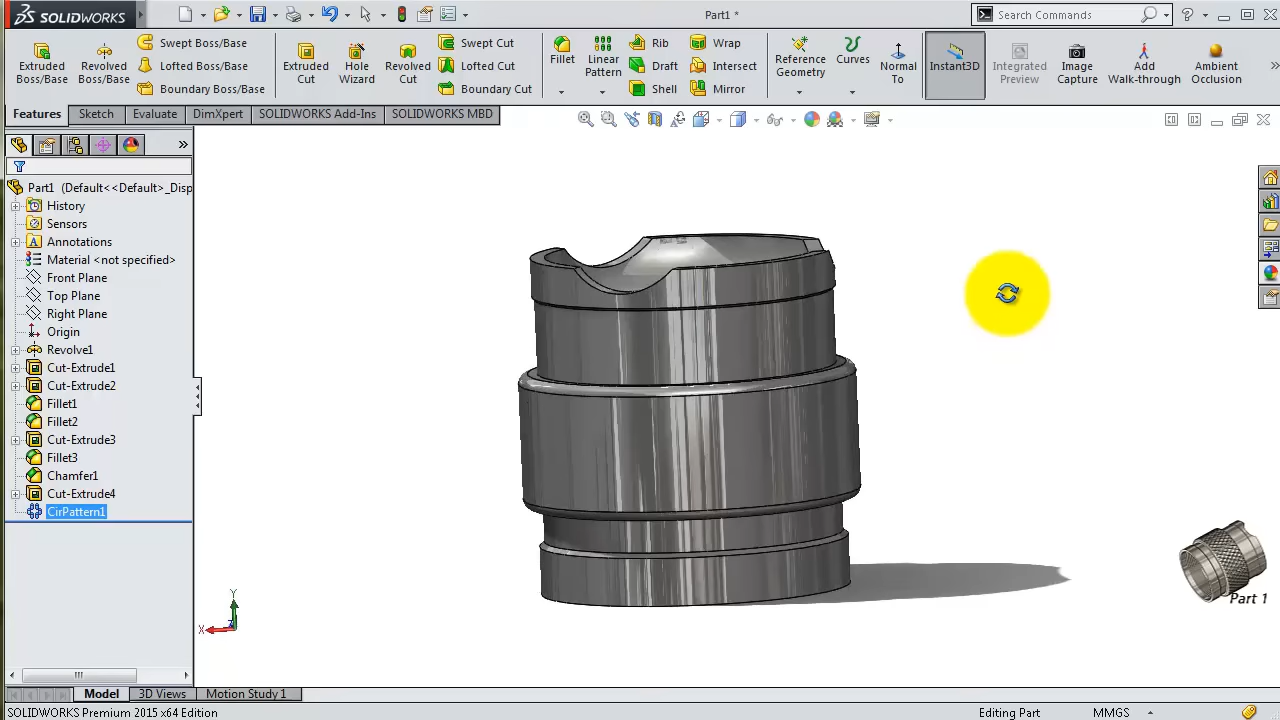 SOLIDWORKS
Part1 *
Search Commands
Extruded Boss/Base
Revolved Boss/Base
Swept Boss/Base
Lofted Boss/Base
Boundary Boss/Base
Extruded Cut
Hole Wizard
Revolved Cut
Swept Cut
Lofted Cut
Boundary Cut
Fillet
Linear Pattern
Rib
Draft
Shell
Wrap
Intersect
Mirror
Reference Geometry
Curves
Normal To
Instant3D
Integrated Preview
Image Capture
Add Walk-through
Ambient Occlusion
Features
Sketch
Evaluate
DimXpert
SOLIDWORKS Add-Ins
SOLIDWORKS MBD
Part1 (Default<<Default>_Disp
History
Sensors
Annotations
Material <not specified>
Front Plane
Top Plane
Right Plane
Origin
Revolve1
Cut-Extrude1
Cut-Extrude2
Fillet1
Fillet2
Cut-Extrude3
Fillet3
Chamfer1
Cut-Extrude4
CirPattern1
Y
X
Z
Part 1
Model
3D Views
Motion Study 1
SOLIDWORKS Premium 2015 x64 Edition
Editing Part
MMGS